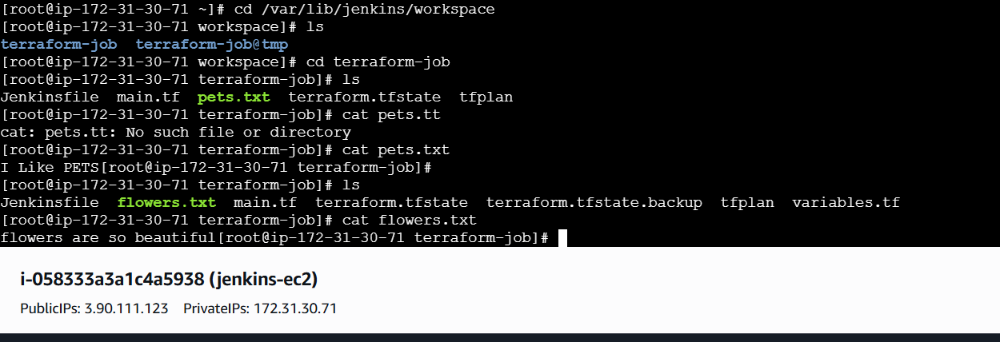 [root@ip-172-31-30-71 ~]# cd /var/lib/jenkins/workspace
[root@ip-172-31-30-71 workspace]# ls
terraform-job  terraform-job@tmp
[root@ip-172-31-30-71 workspace]# cd terraform-job
[root@ip-172-31-30-71 terraform-job]# ls
Jenkinsfile  main.tf  pets.txt  terraform.tfstate  tfplan
[root@ip-172-31-30-71 terraform-job]# cat pets.tt
cat: pets.tt: No such file or directory
[root@ip-172-31-30-71 terraform-job]# cat pets.txt
I Like PETS[root@ip-172-31-30-71 terraform-job]#
[root@ip-172-31-30-71 terraform-job]# ls
Jenkinsfile  flowers.txt  main.tf  terraform.tfstate  terraform.tfstate.backup  tfplan  variables.tf
[root@ip-172-31-30-71 terraform-job]# cat flowers.txt
flowers are so beautiful[root@ip-172-31-30-71 terraform-job]#
i-058333a3a1c4a5938 (jenkins-ec2)
PublicIPs: 3.90.111.123    PrivateIPs: 172.31.30.71